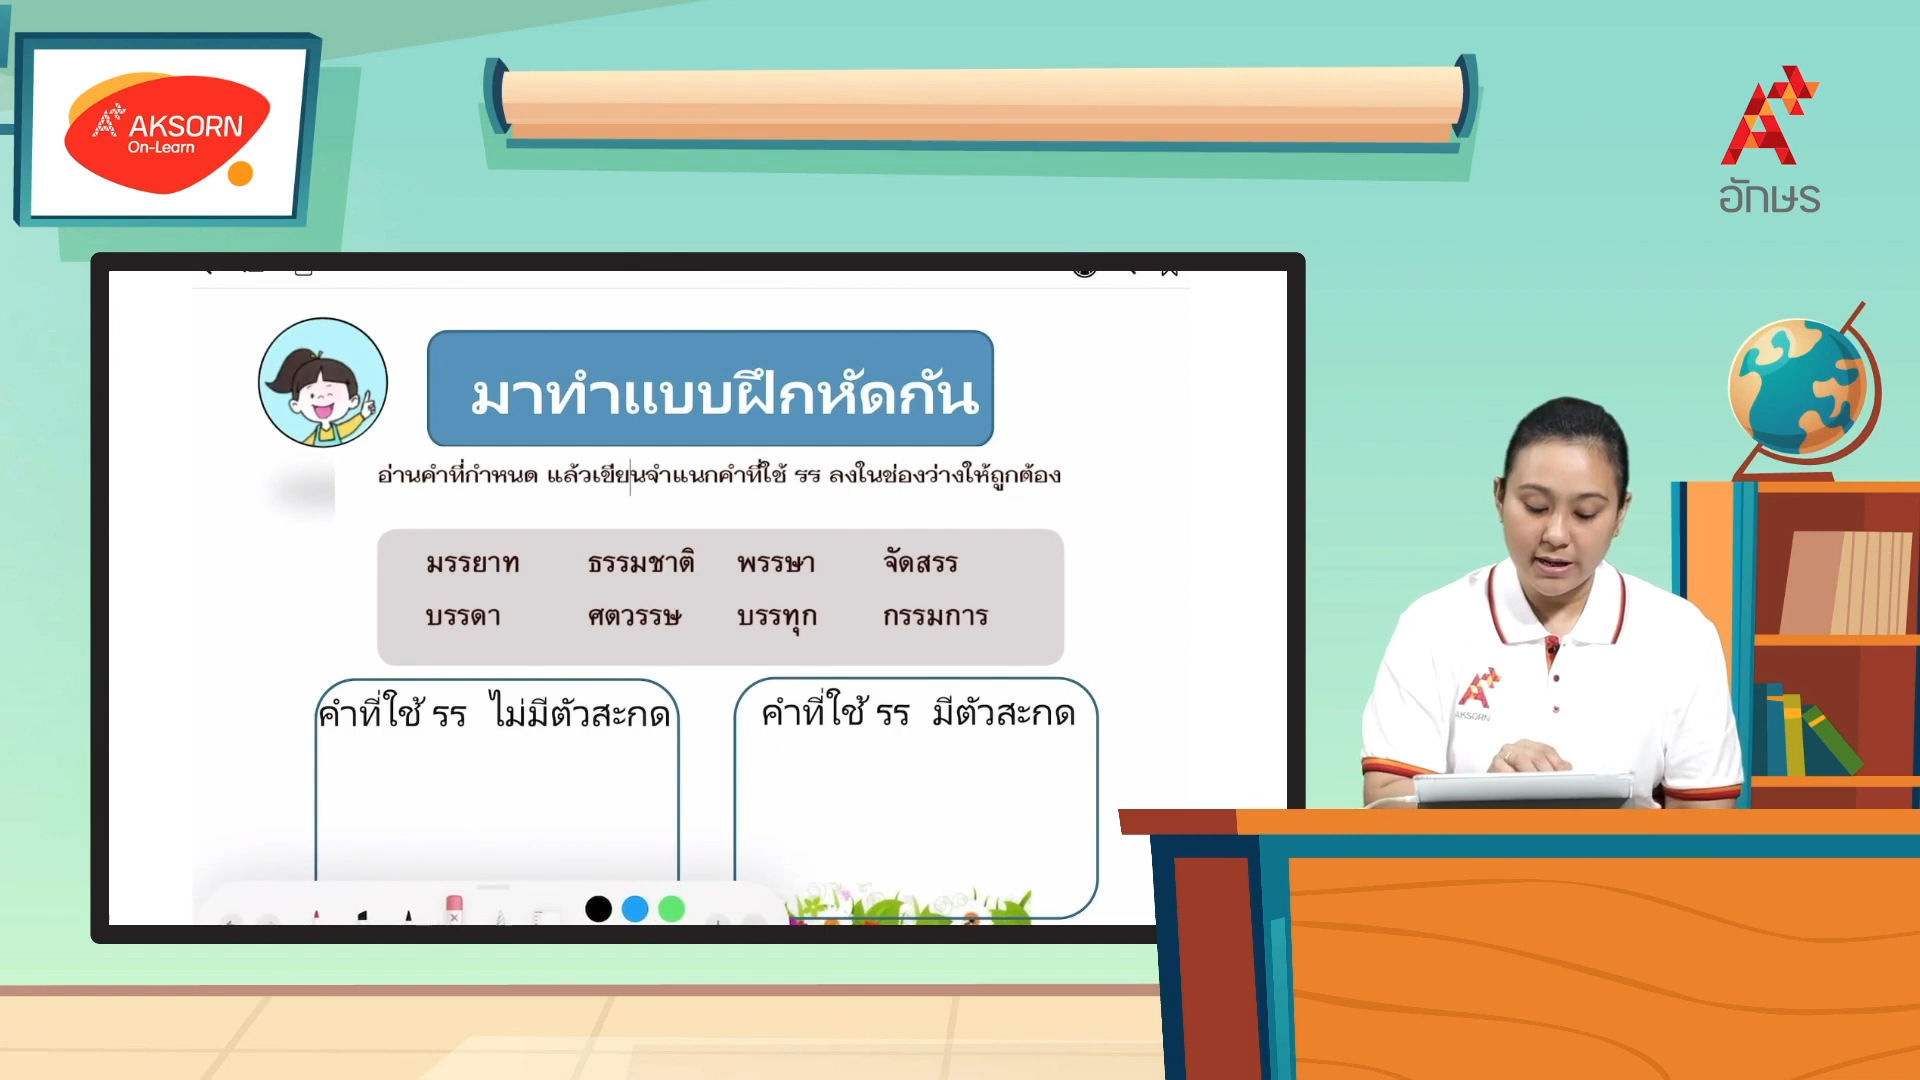 AKSORN
On-Learn
อักษร
มาทำแบบฝึกหัดกัน
อ่านคำที่กำหนด แล้วเขียนจำแนกคำที่ใช้ รร ลงในช่องว่างให้ถูกต้อง
มรรยาท ธรรมชาติ พรรษา จัดสรร
บรรดา ศตวรรษ บรรทุก กรรมการ
คำที่ใช้ รร ไม่มีตัวสะกด
คำที่ใช้ รร มีตัวสะกด
AKSORN